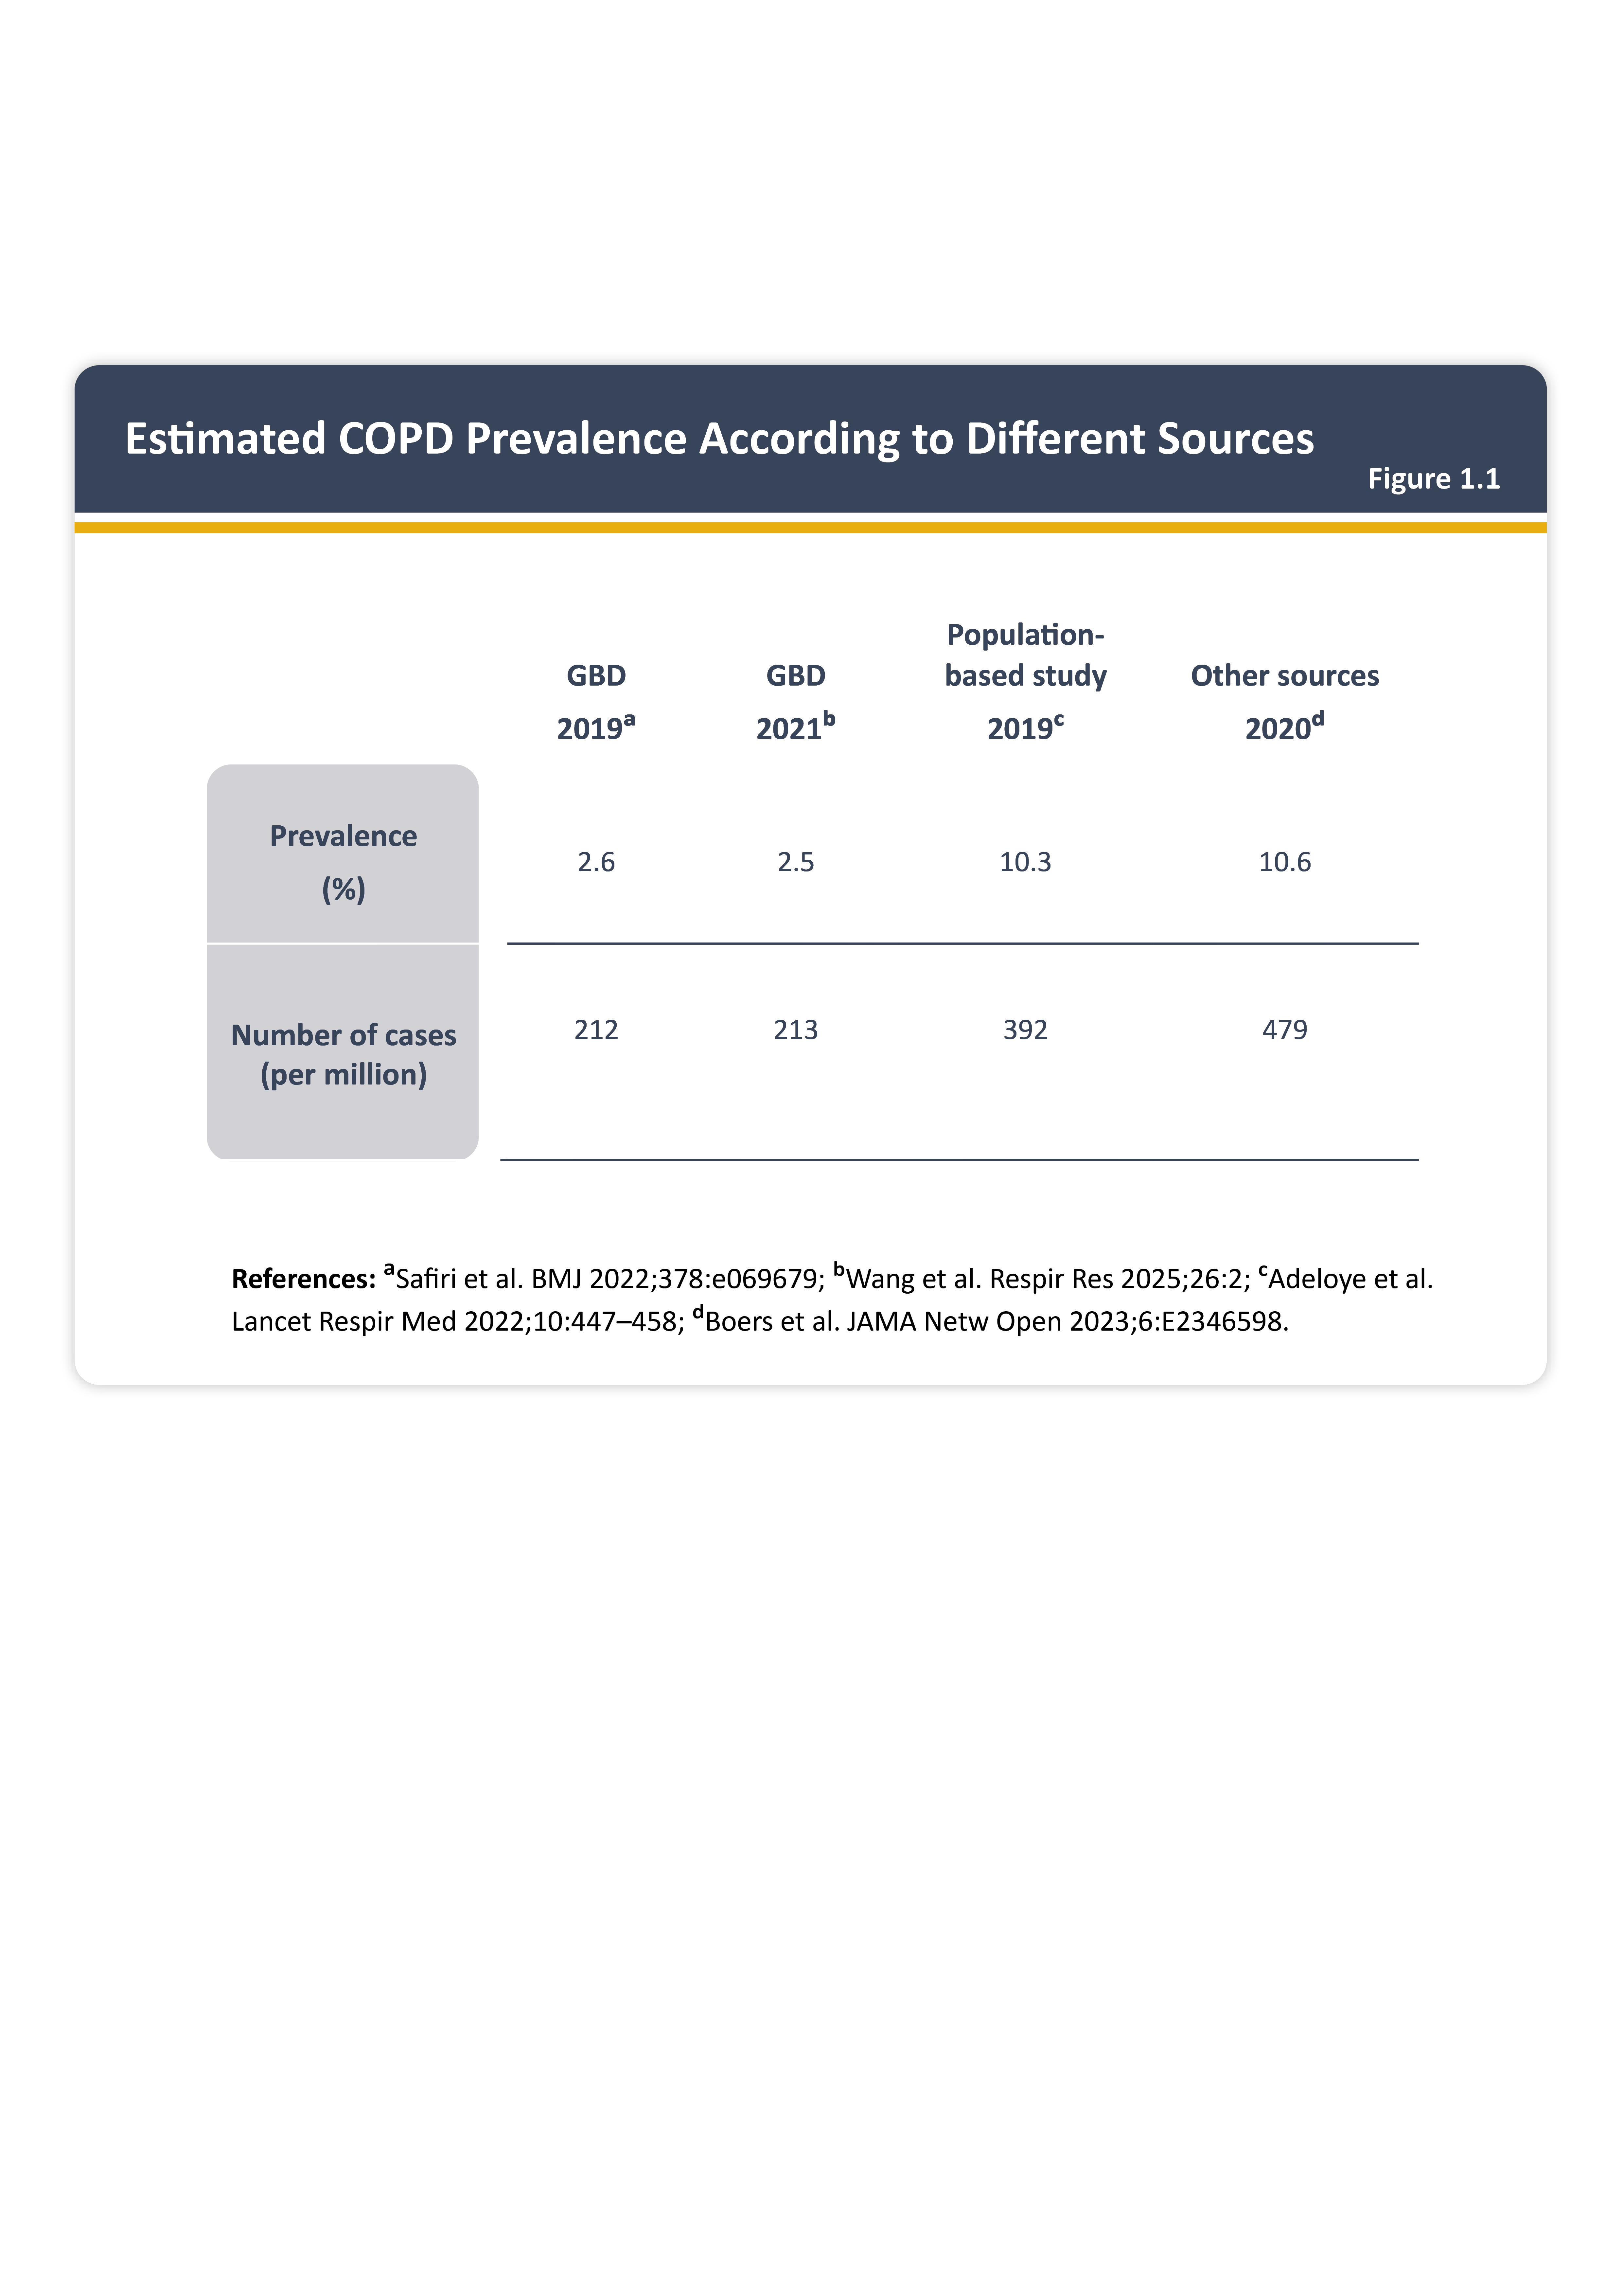 Estimated COPD Prevalence According to Different Sources
Figure 1.1
Population-
GBD GBD based study Other sources
2019a 2021b 2019c 2020d
Prevalence
(%)
2.6 2.5 10.3 10.6
Number of cases
(per million)
212 213 392 479
References: aSafiri et al. BMJ 2022;378:e069679; bWang et al. Respir Res 2025;26:2; cAdeloye et al.
Lancet Respir Med 2022;10:447–458; dBoers et al. JAMA Netw Open 2023;6:E2346598.